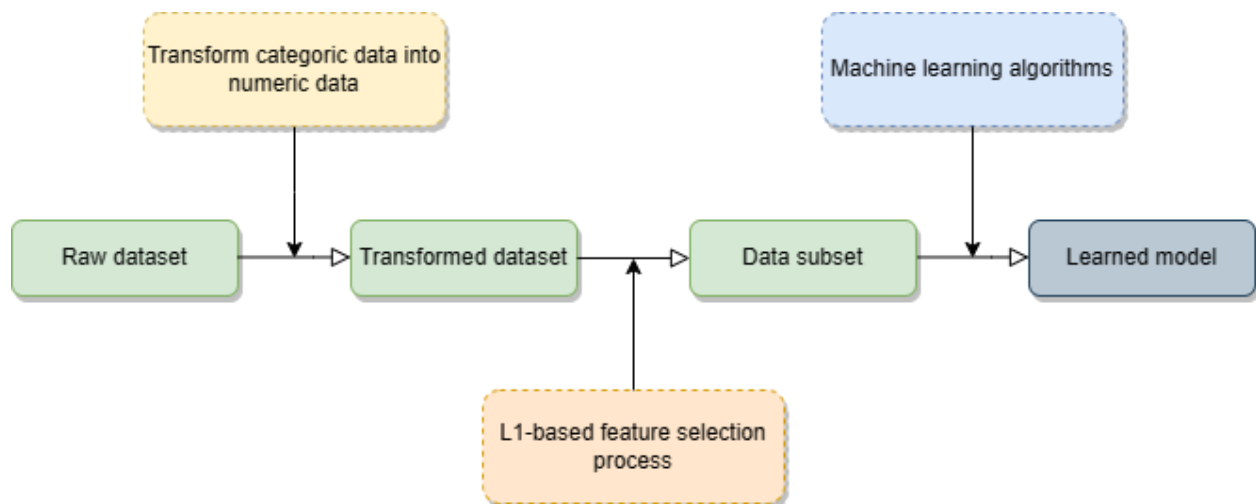 Transform categoric data into
numeric data
Machine learning algorithms
Raw dataset
Transformed dataset
Data subset
Learned model
L1-based feature selection
process